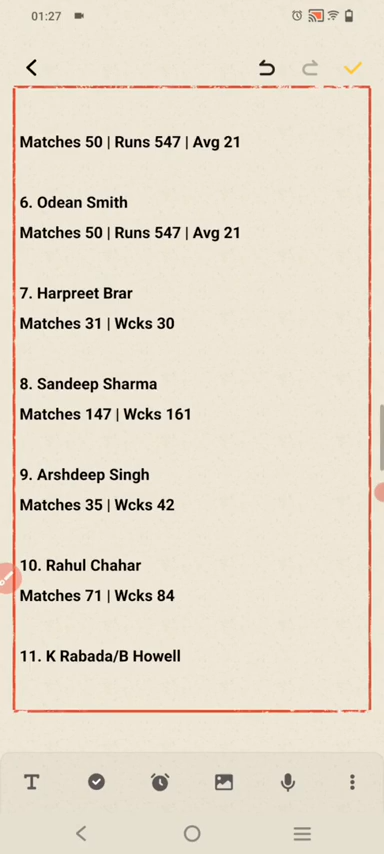 01:27
Matches 50 | Runs 547 | Avg 21
6. Odean Smith
Matches 50 | Runs 547 | Avg 21
7. Harpreet Brar
Matches 31 | Wcks 30
8. Sandeep Sharma
Matches 147 | Wcks 161
9. Arshdeep Singh
Matches 35 | Wcks 42
10. Rahul Chahar
Matches 71 | Wcks 84
11. K Rabada/B Howell
T